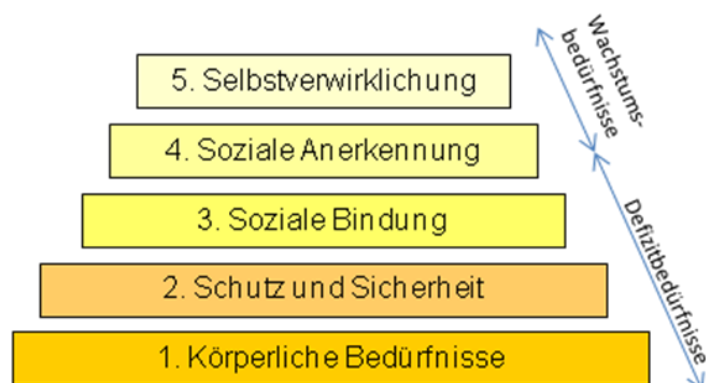 5. Selbstverwirklichung
4. Soziale Anerkennung
3. Soziale Bindung
2. Schutz und Sicherheit
1. Körperliche Bedürfnisse
Wachstums-
bedürfnisse
Defizitbedürfnisse